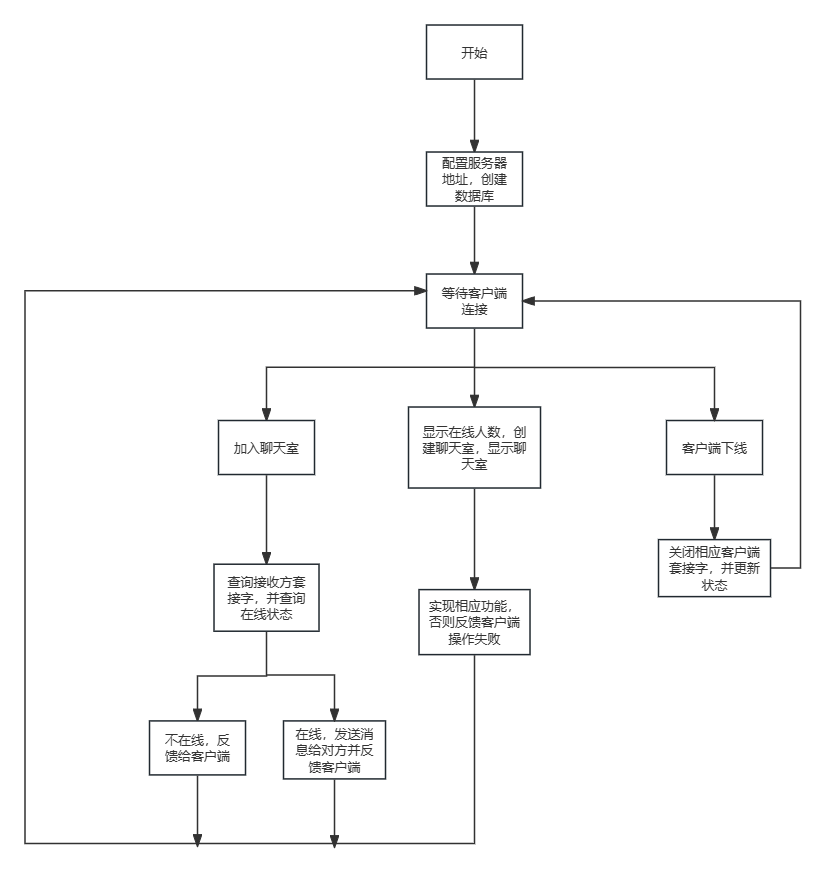 开始
配置服务器
地址，创建
数据库
等待客户端
连接
加入聊天室
显示在线人数，创
建聊天室，显示聊
天室
客户端下线
查询接收方套
接字，并查询
在线状态
实现相应功能，
否则反馈客户端
操作失败
关闭相应客户端
套接字，并更新
状态
不在线，反
馈给客户端
在线，发送消
息给对方并反
馈客户端